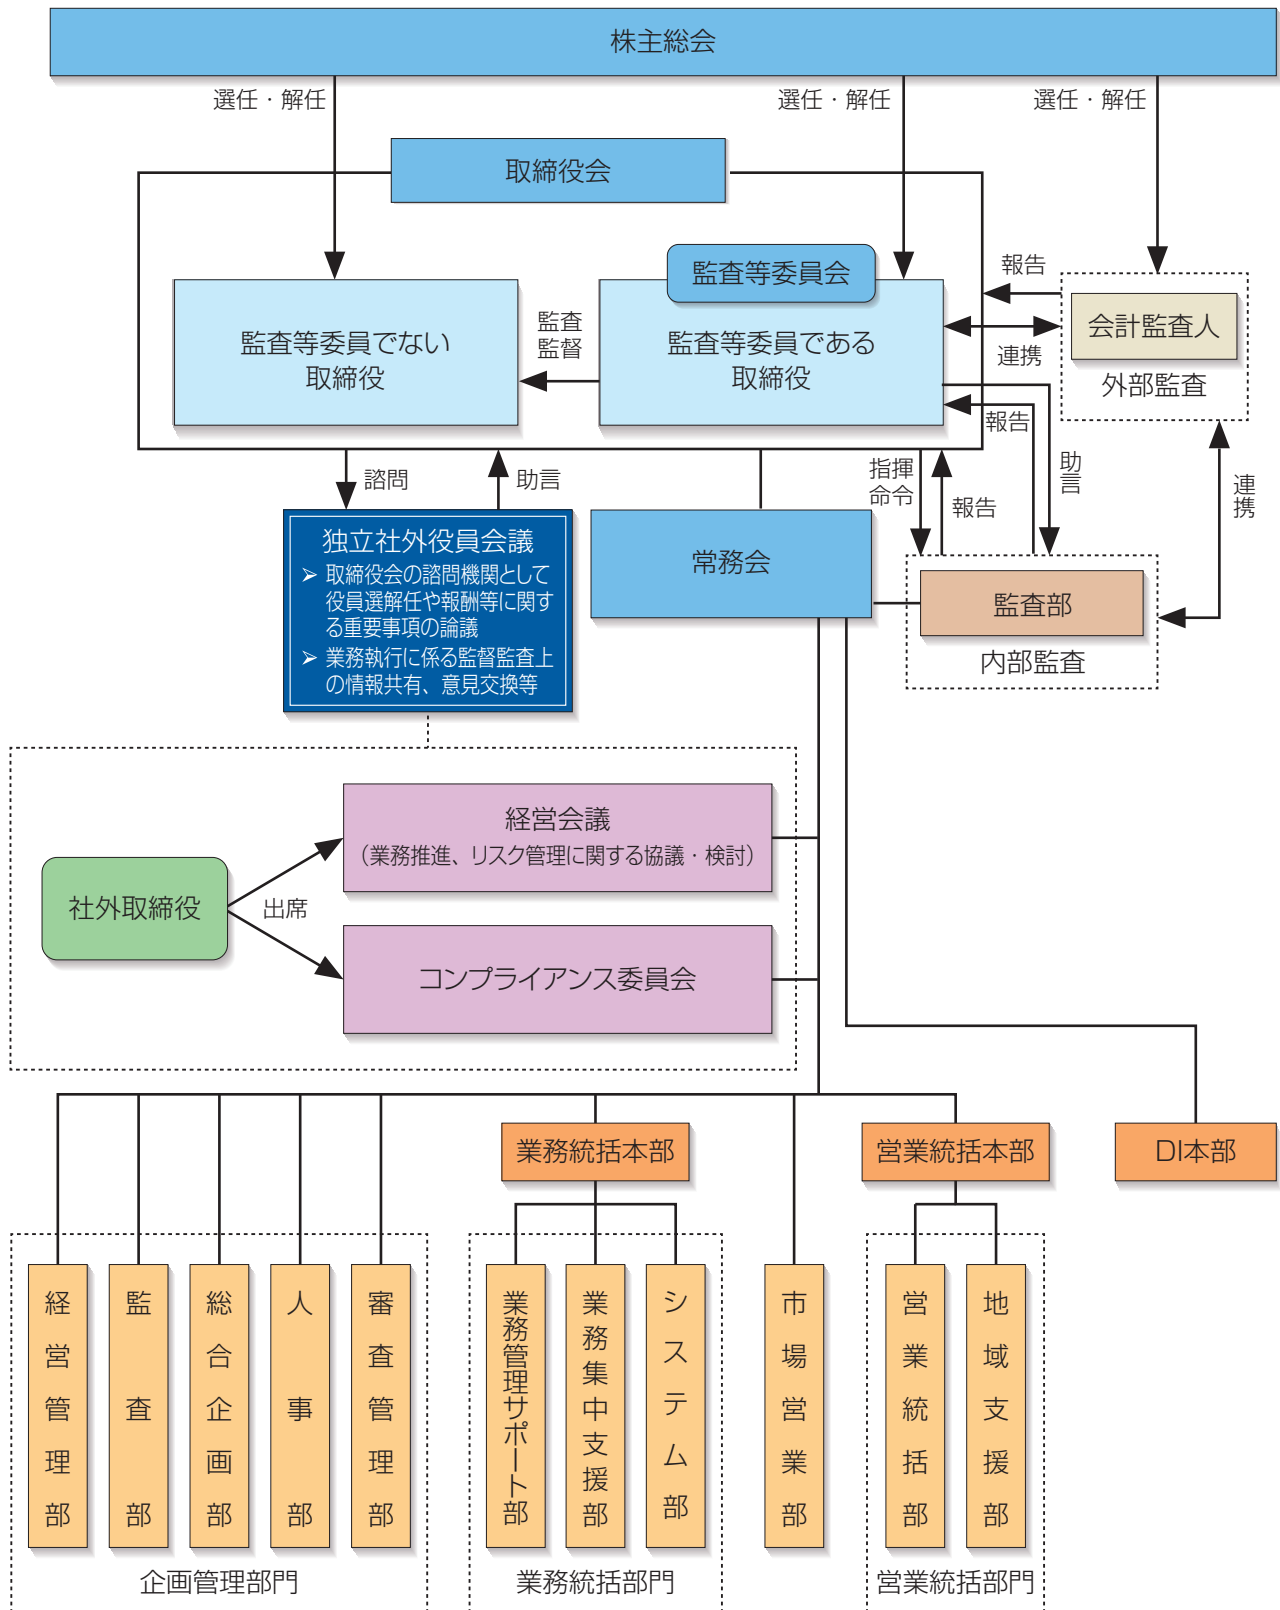 株主総会
選任・解任
選任・解任
選任・解任
取締役会
監査等委員会
監査等委員でない
取締役
監査
監督
監査等委員である
取締役
報告
連携
会計監査人
外部監査
報告
助言
連携
諮問
助言
指揮
命令
報告
独立社外役員会議
➢ 取締役会の諮問機関として
役員選解任や報酬等に関す
る重要事項の論議
➢ 業務執行に係る監督監査上
の情報共有、意見交換等
常務会
監査部
内部監査
経営会議
（業務推進、リスク管理に関する協議・検討）
社外取締役
出席
コンプライアンス委員会
業務統括本部
営業統括本部
DI本部
経営管理部
監査部
総合企画部
人事部
審査管理部
業務管理サポート部
業務集中支援部
システム部
市場営業部
営業統括部
地域支援部
企画管理部門
業務統括部門
営業統括部門